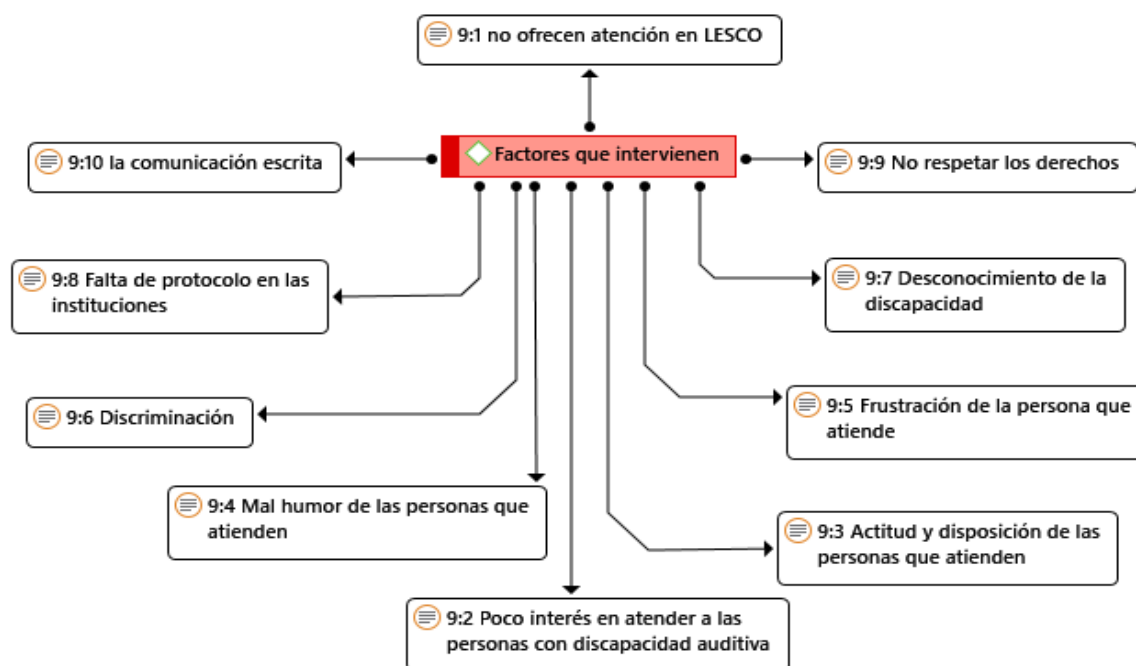 9:1 no ofrecen atención en LESCO
Factores que intervienen
9:10 la comunicación escrita
9:9 No respetar los derechos
9:8 Falta de protocolo en las
instituciones
9:7 Desconocimiento de la
discapacidad
9:6 Discriminación
9:5 Frustración de la persona que
atiende
9:4 Mal humor de las personas que
atienden
9:3 Actitud y disposición de las
personas que atienden
9:2 Poco interés en atender a las
personas con discapacidad auditiva